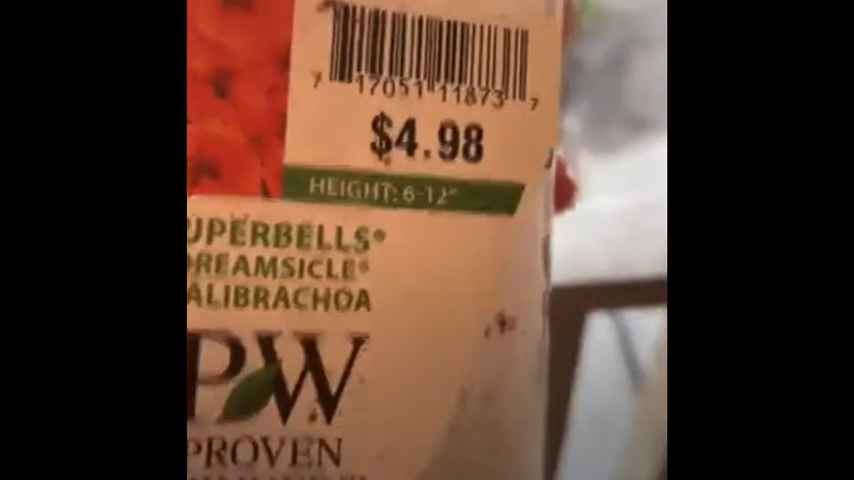 7 17051 11873 7
$4.98
HEIGHT: 6-12"
UPERBELLS®
REAMSICLE®
ALIBRACHOA
PW
PROVEN